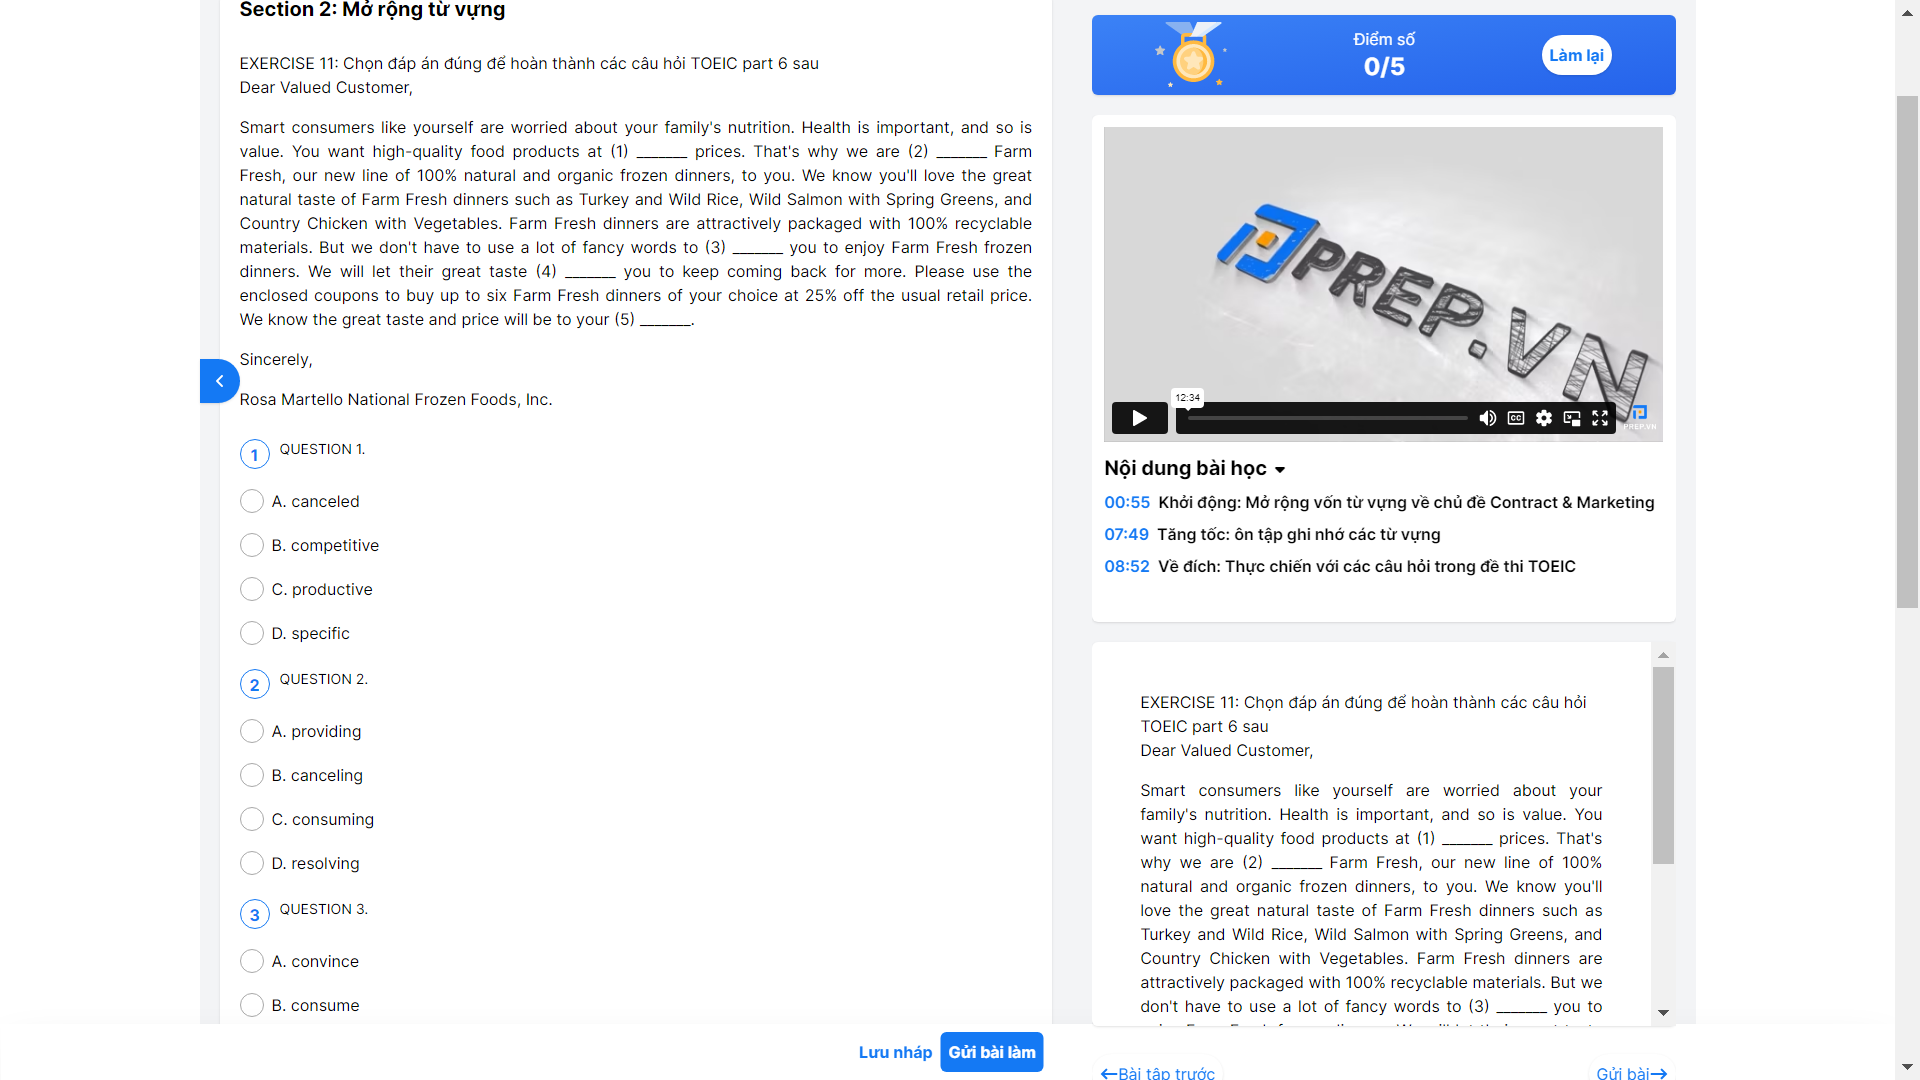 Section 2: Mở rộng từ vựng
EXERCISE 11: Chọn đáp án đúng để hoàn thành các câu hỏi TOEIC part 6 sau
Dear Valued Customer,
Smart consumers like yourself are worried about your family's nutrition. Health is important, and so is
value. You want high-quality food products at (1) _______ prices. That's why we are (2) _______ Farm
Fresh, our new line of 100% natural and organic frozen dinners, to you. We know you'll love the great
natural taste of Farm Fresh dinners such as Turkey and Wild Rice, Wild Salmon with Spring Greens, and
Country Chicken with Vegetables. Farm Fresh dinners are attractively packaged with 100% recyclable
materials. But we don't have to use a lot of fancy words to (3) _______ you to enjoy Farm Fresh frozen
dinners. We will let their great taste (4) _______ you to keep coming back for more. Please use the
enclosed coupons to buy up to six Farm Fresh dinners of your choice at 25% off the usual retail price.
We know the great taste and price will be to your (5) _______.
Sincerely,
Rosa Martello National Frozen Foods, Inc.
1 QUESTION 1.
A. canceled
B. competitive
C. productive
D. specific
2 QUESTION 2.
A. providing
B. canceling
C. consuming
D. resolving
3 QUESTION 3.
A. convince
B. consume
Lưu nháp
Gửi bài làm
Điểm số
0/5
Làm lại
PREP.VN
12:34
CC
PREP.VN
Nội dung bài học
00:55 Khởi động: Mở rộng vốn từ vựng về chủ đề Contract & Marketing
07:49 Tăng tốc: ôn tập ghi nhớ các từ vựng
08:52 Về đích: Thực chiến với các câu hỏi trong đề thi TOEIC
EXERCISE 11: Chọn đáp án đúng để hoàn thành các câu hỏi
TOEIC part 6 sau
Dear Valued Customer,
Smart consumers like yourself are worried about your
family's nutrition. Health is important, and so is value. You
want high-quality food products at (1) _______ prices. That's
why we are (2) _______ Farm Fresh, our new line of 100%
natural and organic frozen dinners, to you. We know you'll
love the great natural taste of Farm Fresh dinners such as
Turkey and Wild Rice, Wild Salmon with Spring Greens, and
Country Chicken with Vegetables. Farm Fresh dinners are
attractively packaged with 100% recyclable materials. But we
don't have to use a lot of fancy words to (3) _______ you to
Bài tập trước
Gửi bài